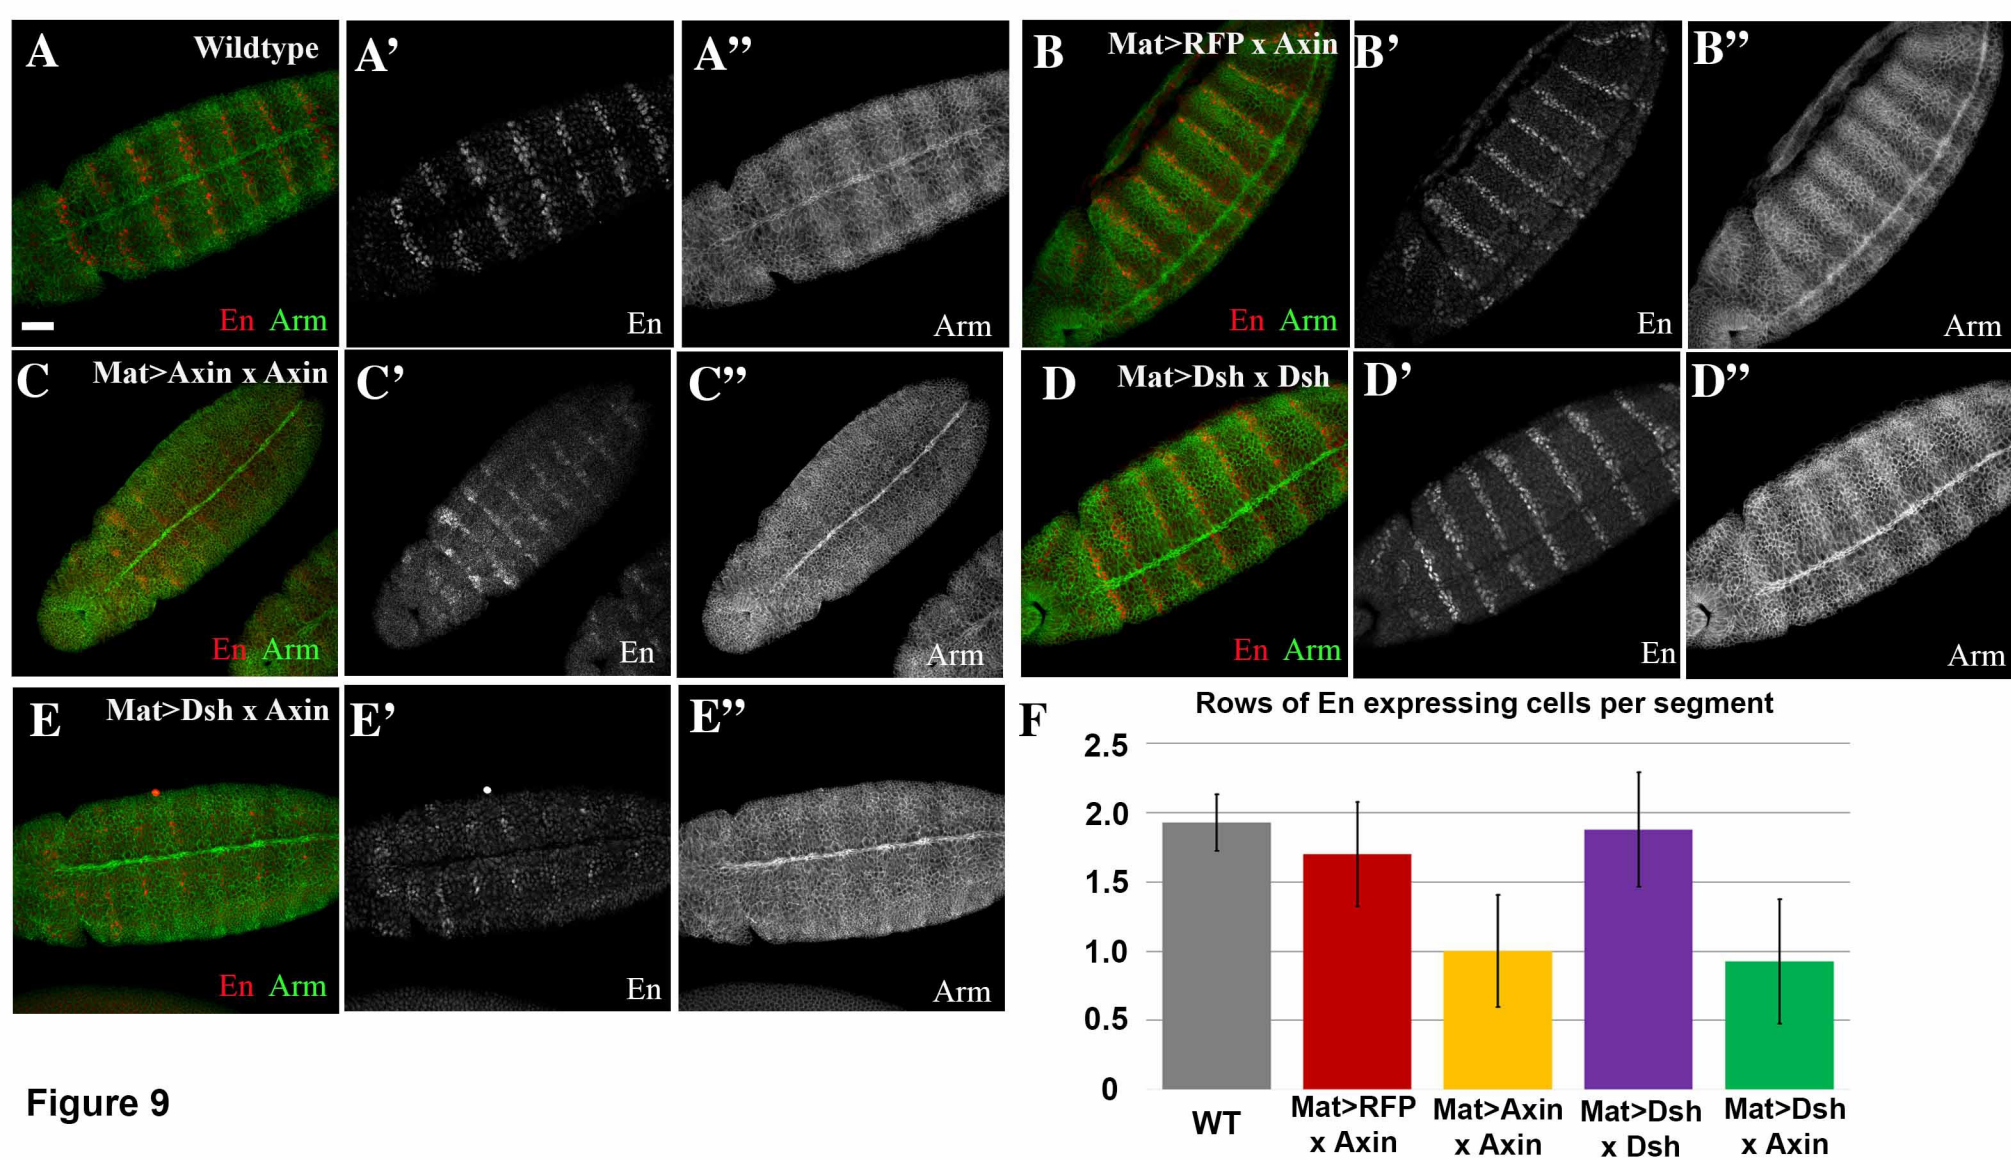 A
Wildtype
En Arm
A’
En
A”
Arm
B
Mat>RFP x Axin
En Arm
B’
En
B”
Arm
C
Mat>Axin x Axin
En Arm
C’
En
C”
Arm
D
Mat>Dsh x Dsh
En Arm
D’
En
D”
Arm
E
Mat>Dsh x Axin
En Arm
E’
En
E”
Arm
F
Rows of En expressing cells per segment
2.5
2.0
1.5
1.0
0.5
0
WT
Mat>RFP
x Axin
Mat>Axin
x Axin
Mat>Dsh
x Dsh
Mat>Dsh
x Axin
Figure 9